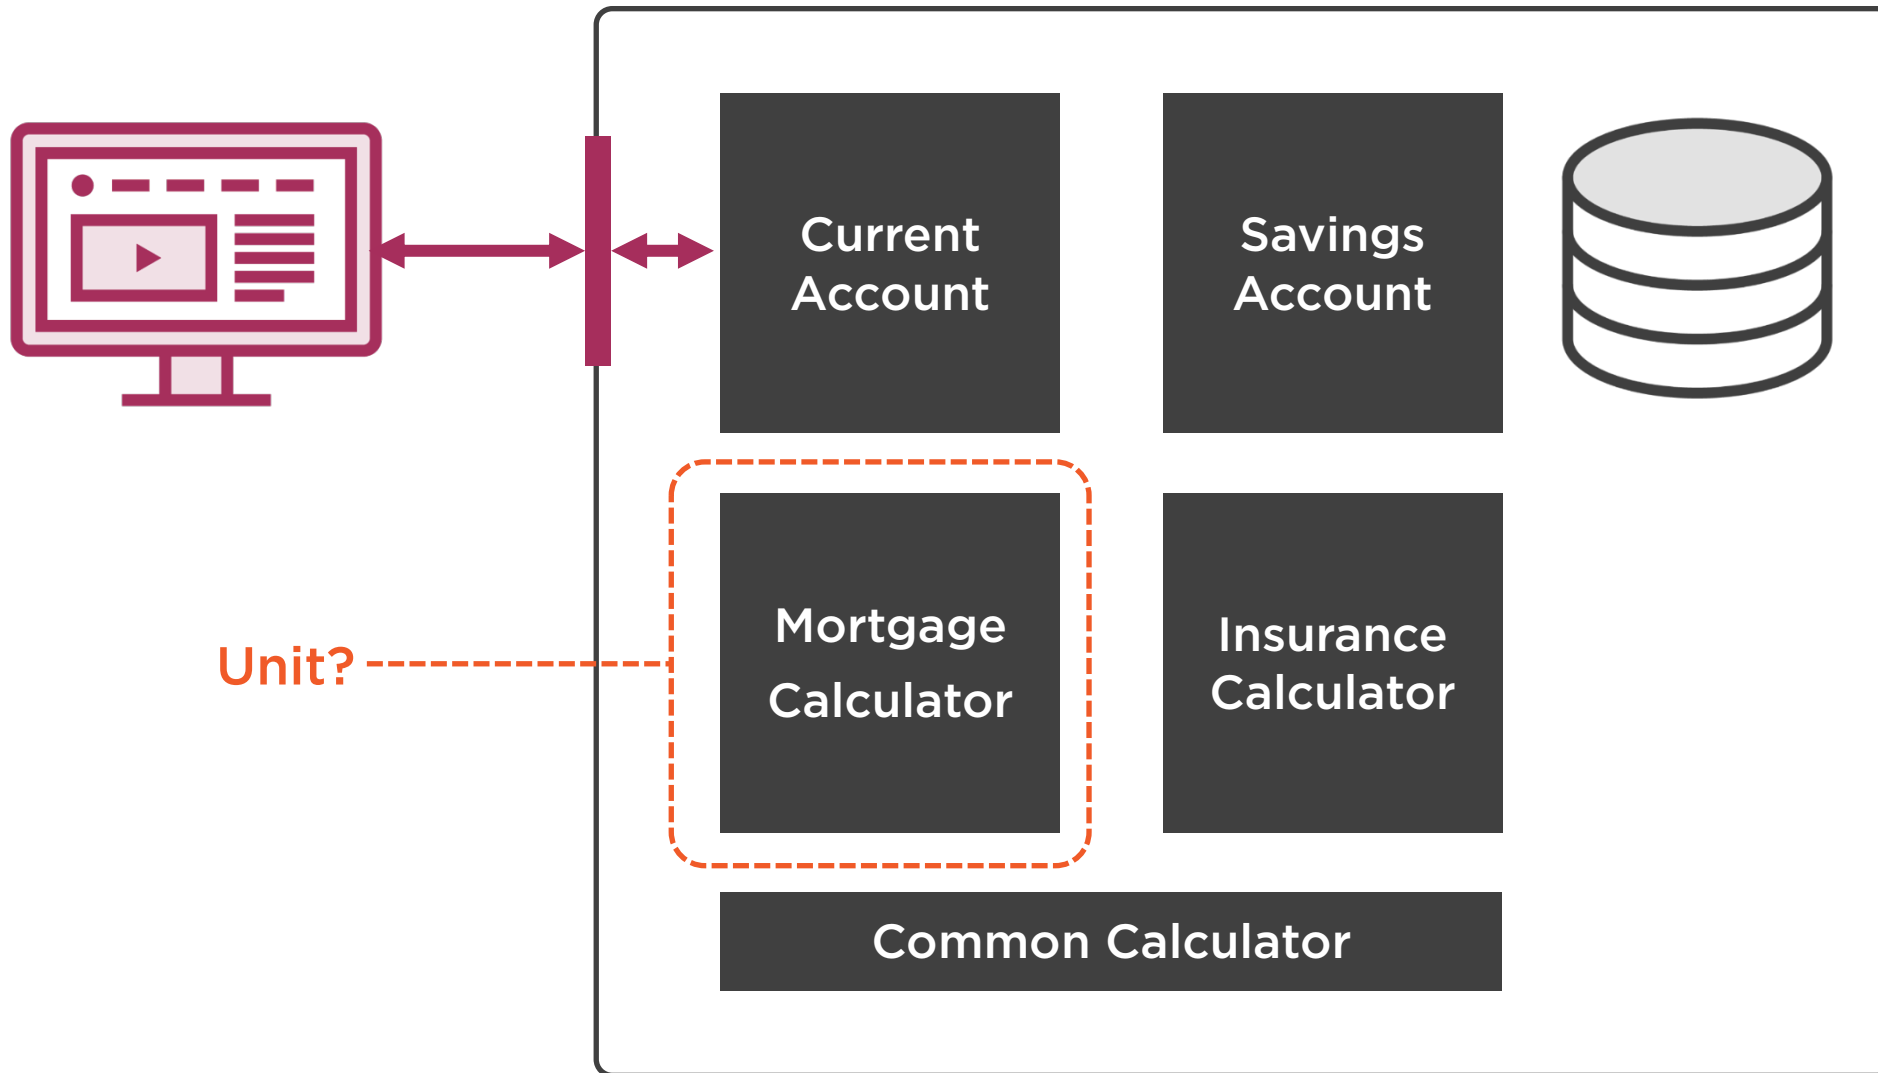 Current
Account
Savings
Account
Unit?
Mortgage
Calculator
Insurance
Calculator
Common Calculator